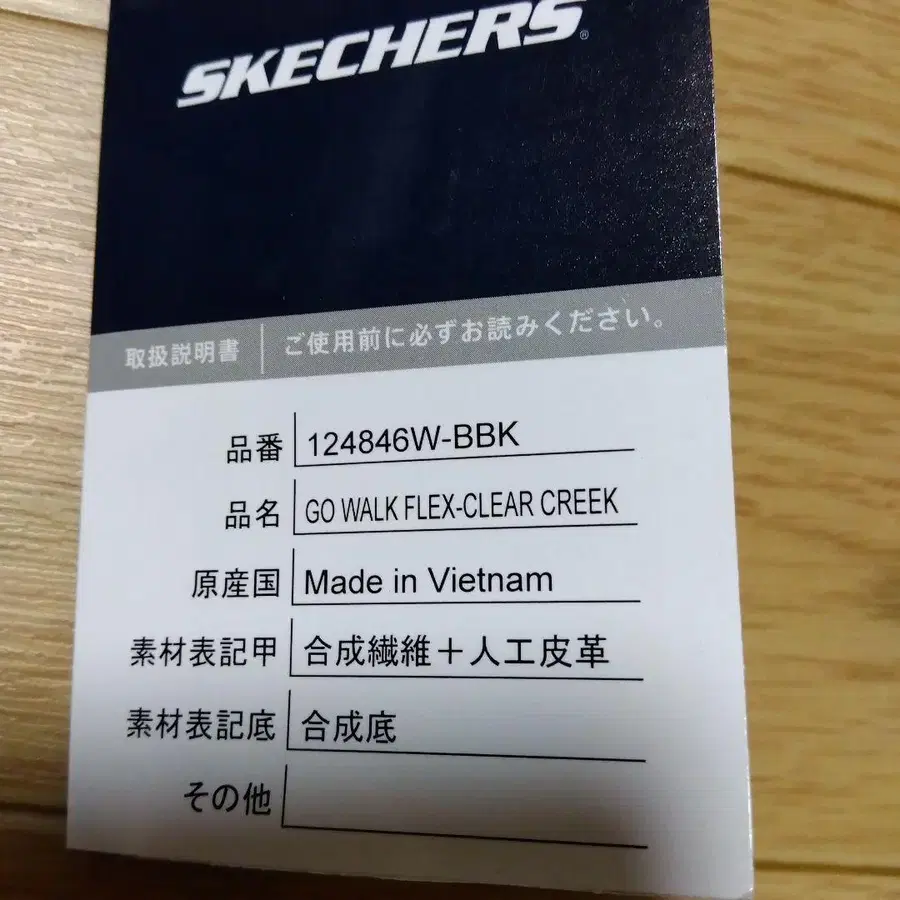 SKECHERS®
取扱説明書 ご使用前に必ずお読みください。
品番 124846W-BBK
品名 GO WALK FLEX-CLEAR CREEK
原産国 Made in Vietnam
素材表記甲 合成繊維＋人工皮革
素材表記底 合成底
その他